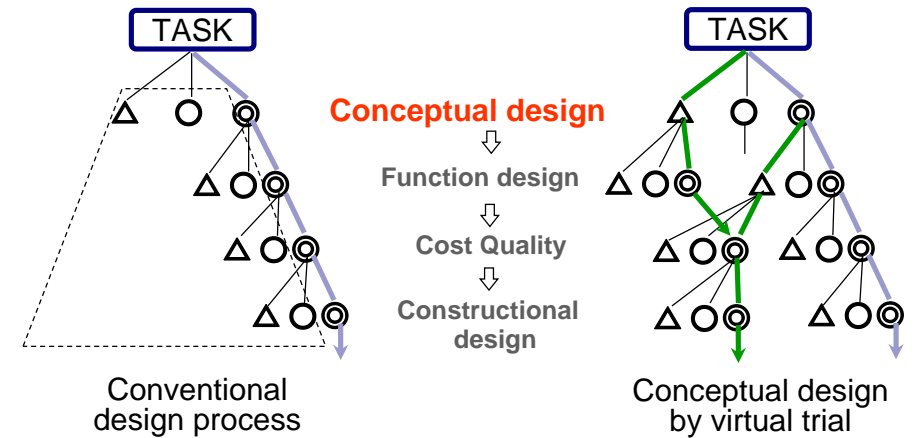 TASK
TASK
Conceptual design
Function design
Cost Quality
Constructional
design
Conventional
design process
Conceptual design
by virtual trial